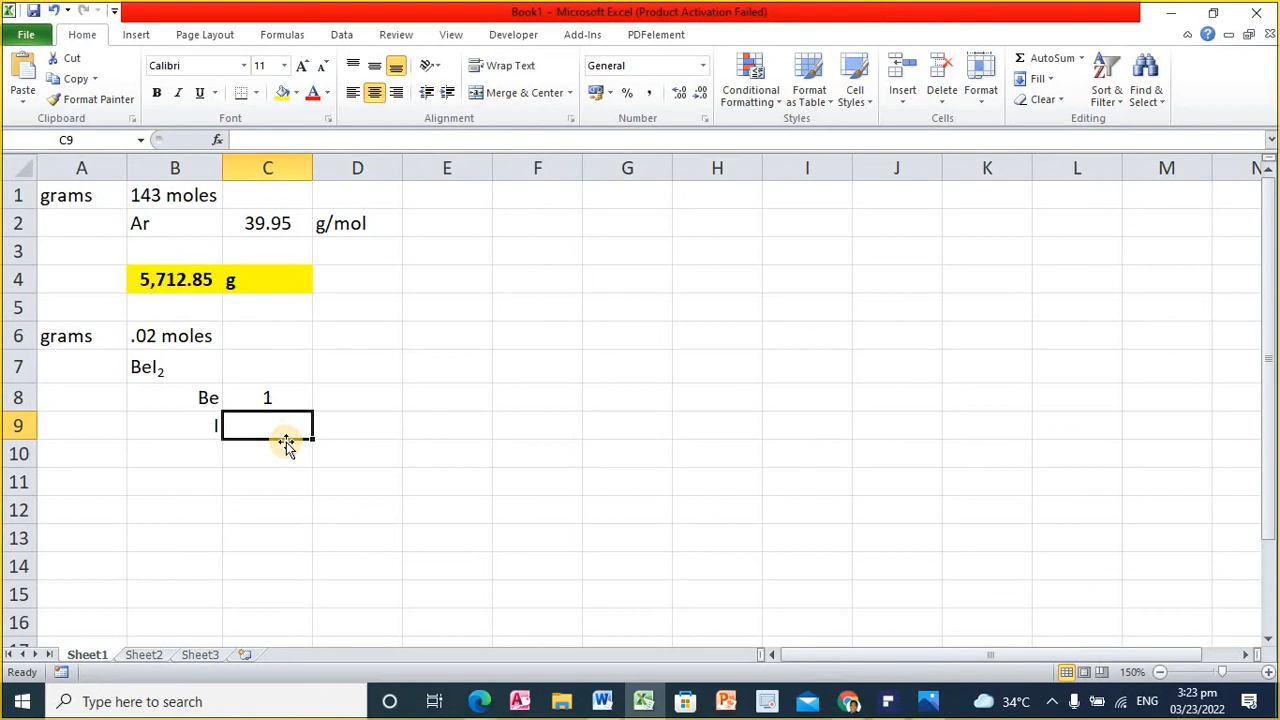 Book1 - Microsoft Excel (Product Activation Failed)
File Home Insert Page Layout Formulas Data Review View Developer Add-Ins PDFelement
Paste
Cut
Copy
Format Painter
Clipboard
Calibri 11
B I U A
Font
Wrap Text
Merge & Center
Alignment
General
% ,
Number
Conditional Formatting
Format as Table
Cell Styles
Styles
Insert
Delete
Format
Cells
Σ AutoSum
Fill
Clear
Sort & Filter
Find & Select
Editing
C9 fx
A B C D E F G H I J K L M N
1 grams 143 moles
2 Ar 39.95 g/mol
3
4 5,712.85 g
5
6 grams .02 moles
7 BeI₂
8 Be 1
9 I
10
11
12
13
14
15
16
17
Sheet1 Sheet2 Sheet3
Ready 150%
Type here to search
34°C ENG
3:23 pm
03/23/2022